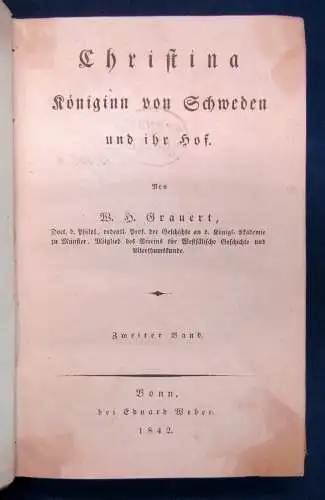 Christina
Königinn von Schweden
und ihr Hof.
Von
W. H. Grauert,
Doct. d. Philos., ordentl. Prof. der Geschichte an d. Königl. Akademie
zu Münster, Mitglied des Vereins für Westfälische Geschichte und
Alterthumskunde.
Zweiter Band.
Bonn,
bei Eduard Weber.
1842.